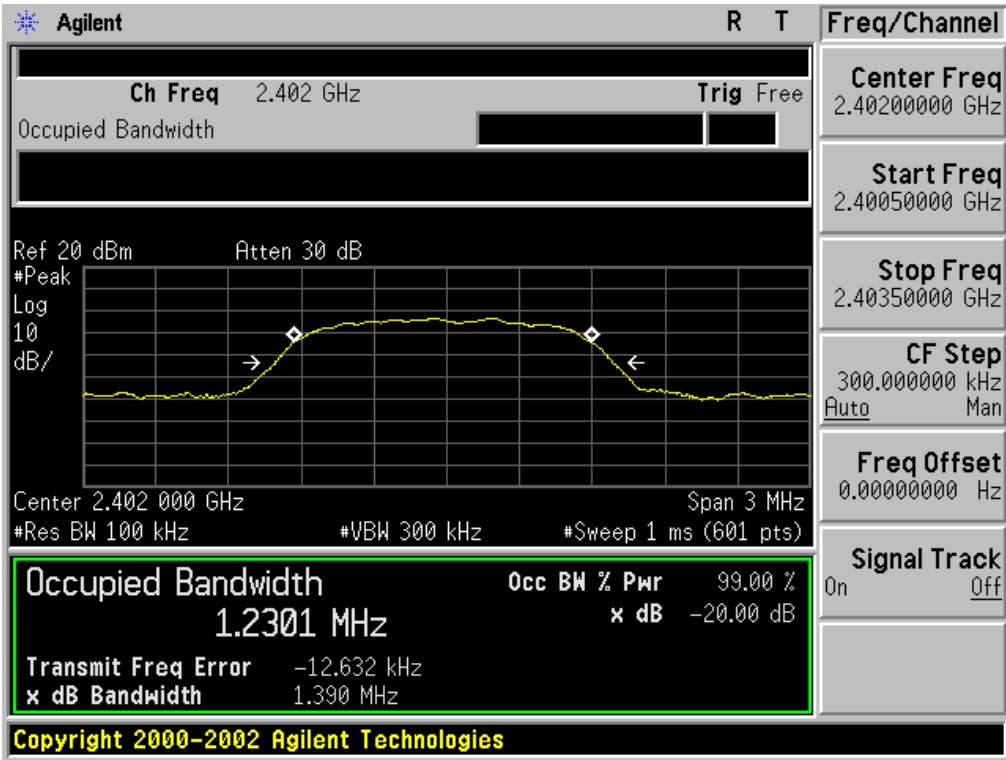 Agilent R T
Ch Freq 2.402 GHz Trig Free
Occupied Bandwidth
Ref 20 dBm Atten 30 dB
#Peak
Log
10
dB/
Center 2.402 000 GHz Span 3 MHz
#Res BW 100 kHz #VBW 300 kHz #Sweep 1 ms (601 pts)
Occupied Bandwidth Occ BW % Pwr 99.00 %
1.2301 MHz x dB -20.00 dB
Transmit Freq Error -12.632 kHz
x dB Bandwidth 1.390 MHz
Copyright 2000-2002 Agilent Technologies
Freq/Channel
Center Freq
2.40200000 GHz
Start Freq
2.40050000 GHz
Stop Freq
2.40350000 GHz
CF Step
300.000000 kHz
Auto Man
Freq Offset
0.00000000 Hz
Signal Track
On Off